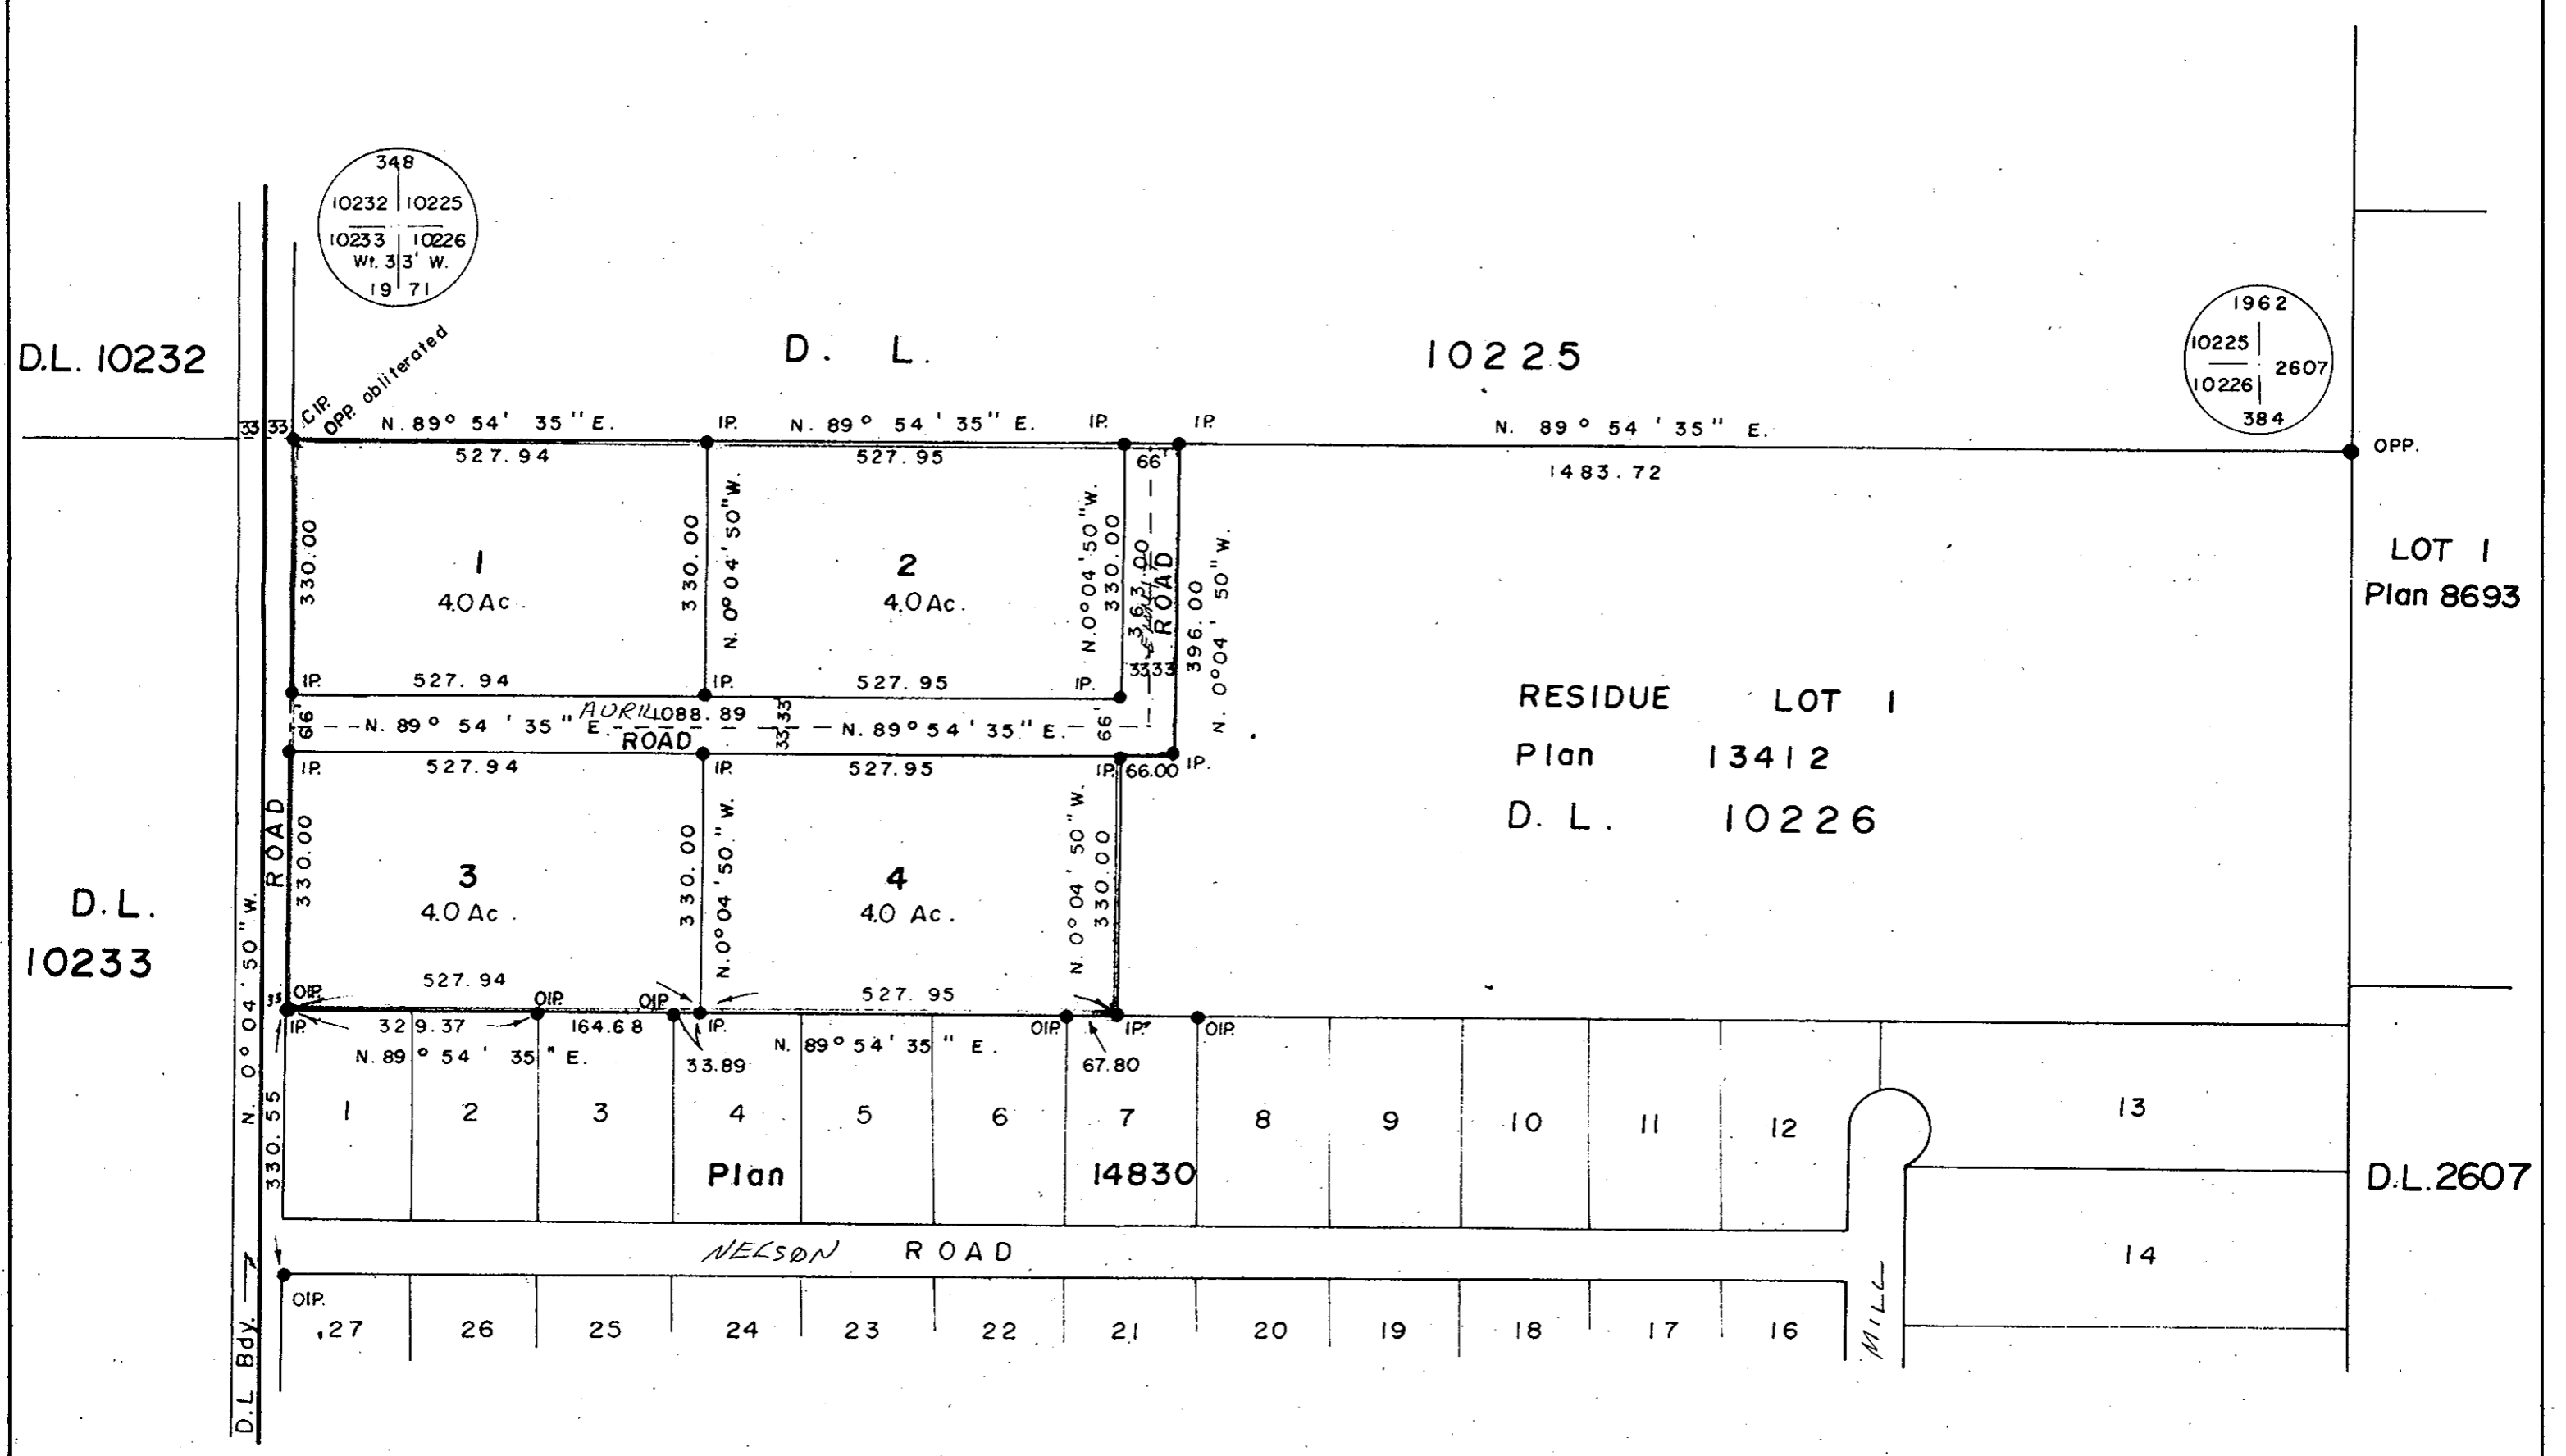 348
10232 10225
10233 10226
Wt. 33' W.
19 71
1962
10225
2607
10226
384
D.L. 10232
D. L. 10225
C.I.P.
OPP. obliterated
33 33
N. 89° 54' 35" E.
IP.
N. 89° 54' 35" E.
IP.
IP.
N. 89° 54' 35" E.
OPP.
527.94
527.95
66'
1483.72
330.00
1
4.0 Ac.
330.00
N. 0° 04' 50" W.
2
4.0 Ac.
N. 0° 04' 50" W.
330.00
363.00
ROAD
396.00
N. 0° 04' 50" W.
33 33
LOT 1
Plan 8693
IP.
527.94
IP.
527.95
IP.
66'
N. 89° 54' 35" E.
1088.89
33 33
N. 89° 54' 35" E.
66'
ROAD
RESIDUE LOT 1
Plan 13412
D. L. 10226
IP.
527.94
IP.
527.95
IP.
66.00
IP.
ROAD
330.00
3
4.0 Ac.
330.00
N. 0° 04' 50" W.
4
4.0 Ac.
N. 0° 04' 50" W.
330.00
D.L.
10233
N. 0° 04' 50" W.
527.94
527.95
33'
OIP.
OIP.
OIP.
IP.
329.37
164.68
IP.
OIP.
IP.
OIP.
N. 89° 54' 35" E.
33.89
N. 89° 54' 35" E.
67.80
330.55
1 2 3 4 5 6 7 8 9 10 11 12 13
Plan 14830
D.L. 2607
NELSON ROAD
14
OIP.
27 26 25 24 23 22 21 20 19 18 17 16
MILL
D.L. Bdy.